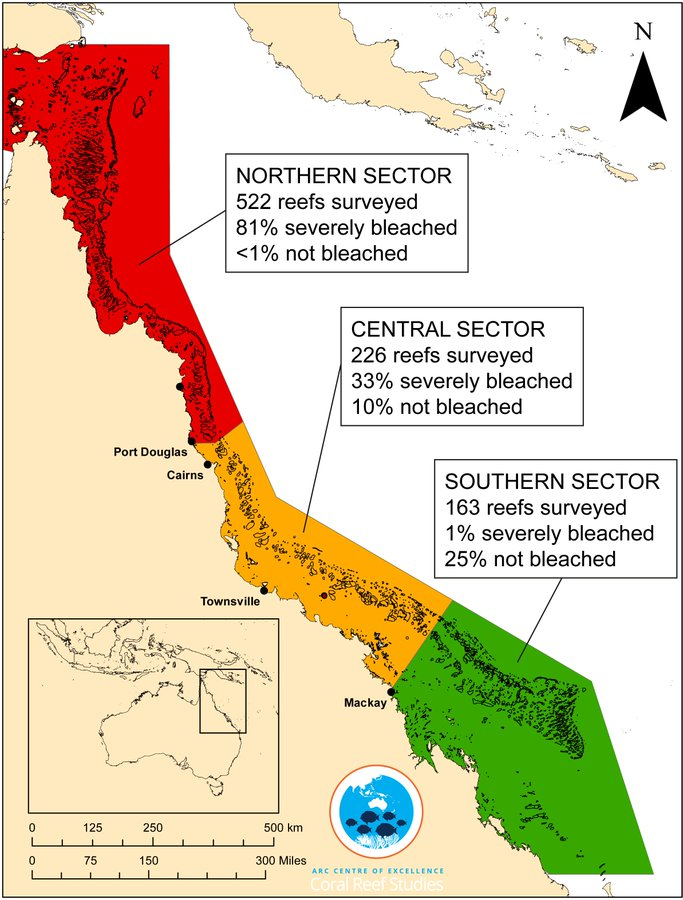 N
NORTHERN SECTOR
522 reefs surveyed
81% severely bleached
<1% not bleached
CENTRAL SECTOR
226 reefs surveyed
33% severely bleached
10% not bleached
SOUTHERN SECTOR
163 reefs surveyed
1% severely bleached
25% not bleached
Port Douglas
Cairns
Townsville
Mackay
0 125 250 500 km
0 75 150 300 Miles
ARC CENTRE OF EXCELLENCE
Coral Reef Studies